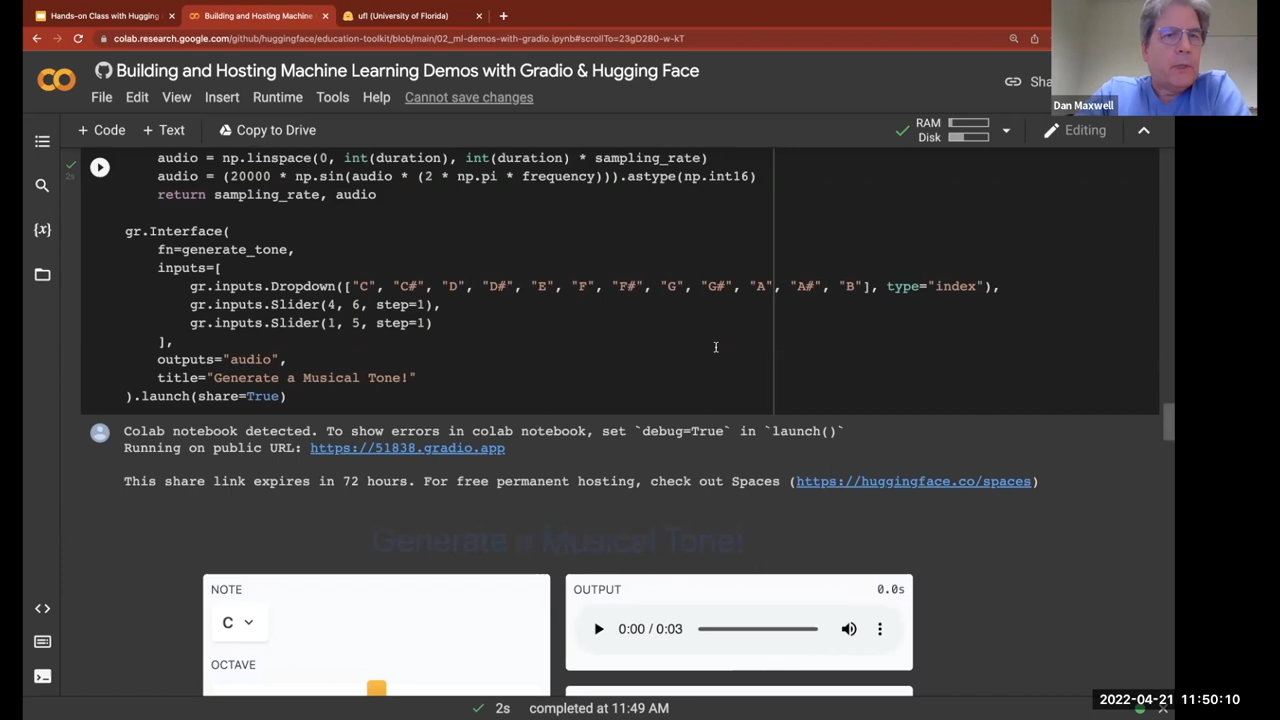 Hands-on Class with Hugging
Building and Hosting Machine
ufl (University of Florida)
colab.research.google.com/github/huggingface/education-toolkit/blob/main/02_ml-demos-with-gradio.ipynb#scrollTo=23gD280-w-kT
Building and Hosting Machine Learning Demos with Gradio & Hugging Face
Sha
Dan Maxwell
File Edit View Insert Runtime Tools Help Cannot save changes
+ Code + Text Copy to Drive
RAM
Disk
Editing
2s
audio = np.linspace(0, int(duration), int(duration) * sampling_rate)
audio = (20000 * np.sin(audio * (2 * np.pi * frequency))).astype(np.int16)
return sampling_rate, audio
gr.Interface(
fn=generate_tone,
inputs=[
gr.inputs.Dropdown(["C", "C#", "D", "D#", "E", "F", "F#", "G", "G#", "A", "A#", "B"], type="index"),
gr.inputs.Slider(4, 6, step=1),
gr.inputs.Slider(1, 5, step=1)
],
outputs="audio",
title="Generate a Musical Tone!"
).launch(share=True)
Colab notebook detected. To show errors in colab notebook, set `debug=True` in `launch()`
Running on public URL: https://51838.gradio.app
This share link expires in 72 hours. For free permanent hosting, check out Spaces (https://huggingface.co/spaces)
Generate a Musical Tone!
NOTE
C
OCTAVE
OUTPUT
0.0s
0:00 / 0:03
2s completed at 11:49 AM
2022-04-21 11:50:10